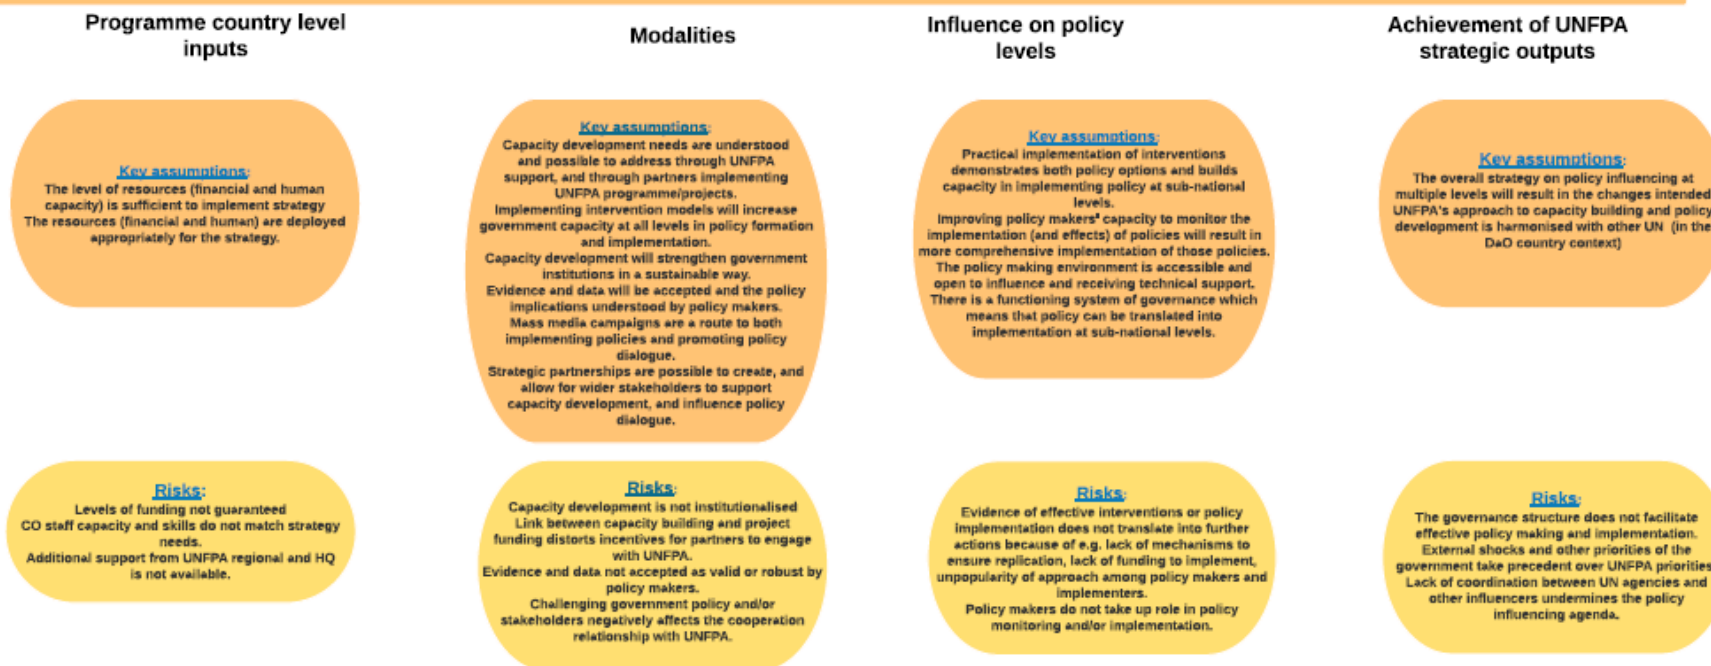 Programme country level
inputs
Modalities
Influence on policy
levels
Achievement of UNFPA
strategic outputs
Key assumptions:
The level of resources (financial and human
capacity) is sufficient to implement strategy
The resources (financial and human) are deployed
appropriately for the strategy.
Key assumptions:
Capacity development needs are understood
and possible to address through UNFPA
support, and through partners implementing
UNFPA programme/projects.
Implementing intervention models will increase
government capacity at all levels in policy formation
and implementation.
Capacity development will strengthen government
institutions in a sustainable way.
Evidence and data will be accepted and the policy
implications understood by policy makers.
Mass media campaigns are a route to both
implementing policies and promoting policy
dialogue.
Strategic partnerships are possible to create, and
allow for wider stakeholders to support
capacity development, and influence policy
dialogue.
Key assumptions:
Practical implementation of interventions
demonstrates both policy options and builds
capacity in implementing policy at sub-national
levels.
Improving policy makers' capacity to monitor the
implementation (and effects) of policies will result in
more comprehensive implementation of those policies.
The policy making environment is accessible and
open to influence and receiving technical support.
There is a functioning system of governance which
means that policy can be translated into
implementation at sub-national levels.
Key assumptions:
The overall strategy on policy influencing at
multiple levels will result in the changes intended
UNFPA's approach to capacity building and policy
development is harmonised with other UN (in the
DaO country context)
Risks:
Levels of funding not guaranteed
CO staff capacity and skills do not match strategy
needs.
Additional support from UNFPA regional and HQ
is not available.
Risks:
Capacity development is not institutionalised
Link between capacity building and project
funding distorts incentives for partners to engage
with UNFPA.
Evidence and data not accepted as valid or robust by
policy makers.
Challenging government policy and/or
stakeholders negatively affects the cooperation
relationship with UNFPA.
Risks:
Evidence of effective interventions or policy
implementation does not translate into further
actions because of e.g. lack of mechanisms to
ensure replication, lack of funding to implement,
unpopularity of approach among policy makers and
implementers.
Policy makers do not take up role in policy
monitoring and/or implementation.
Risks:
The governance structure does not facilitate
effective policy making and implementation.
External shocks and other priorities of the
government take precedent over UNFPA priorities
Lack of coordination between UN agencies and
other influencers undermines the policy
influencing agenda.